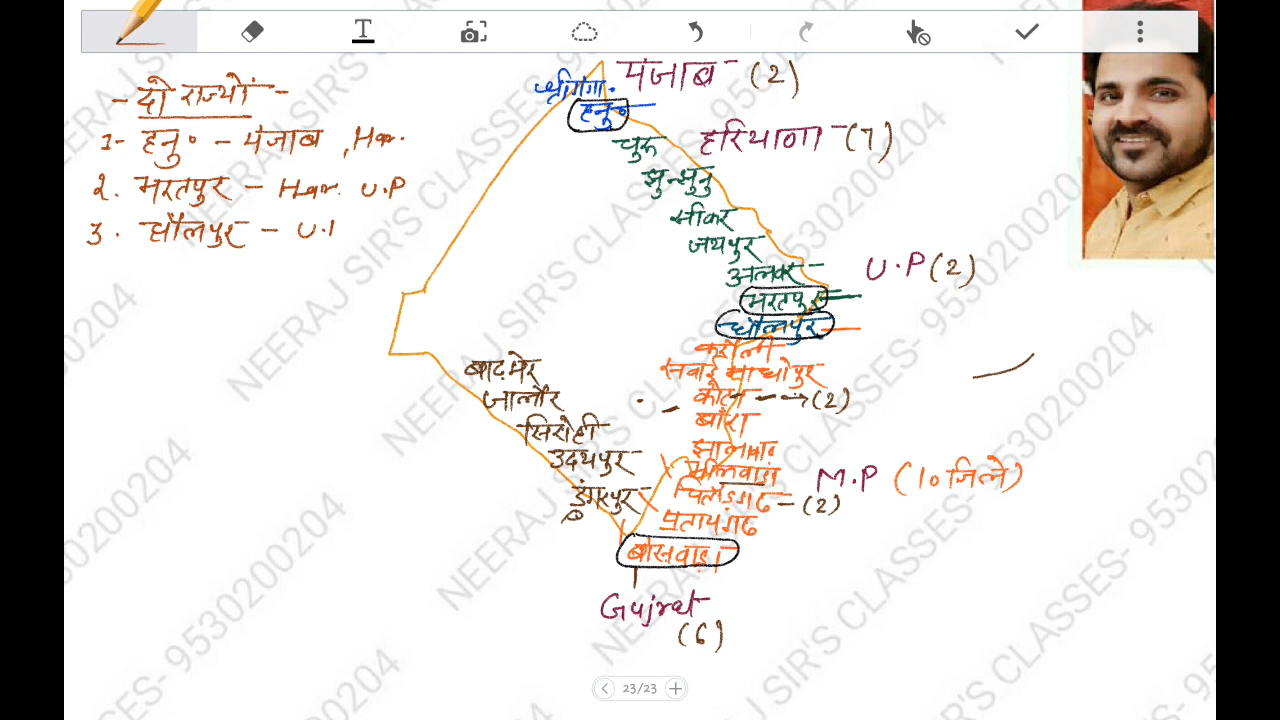 - दो राज्यों -
1- हनु० - पंजाब , Har.
2. भरतपुर - Har. U.P
3. धौलपुर - U.
श्रीगंगा.
पंजाब (2)
हनु०
चुरू
हरियाणा (7)
झुन्झुनु
सीकर
जयपुर
अलवर
U.P (2)
भरतपुर
धौलपुर
करौली
सवाई माधोपुर
कोटा --> (2)
बाँरा
झालावाड़
भीलवाड़ा
M.P (10 जिले)
चितौड़गढ = (2)
प्रतापगढ
बाँसवाड़ा
बाड़मेर
जालौर
सिरोही
उदयपुर
डुंगरपुर
Gujrat
(6)
23/23
T
NEERAJ SIR'S CLASSES- 9530200204